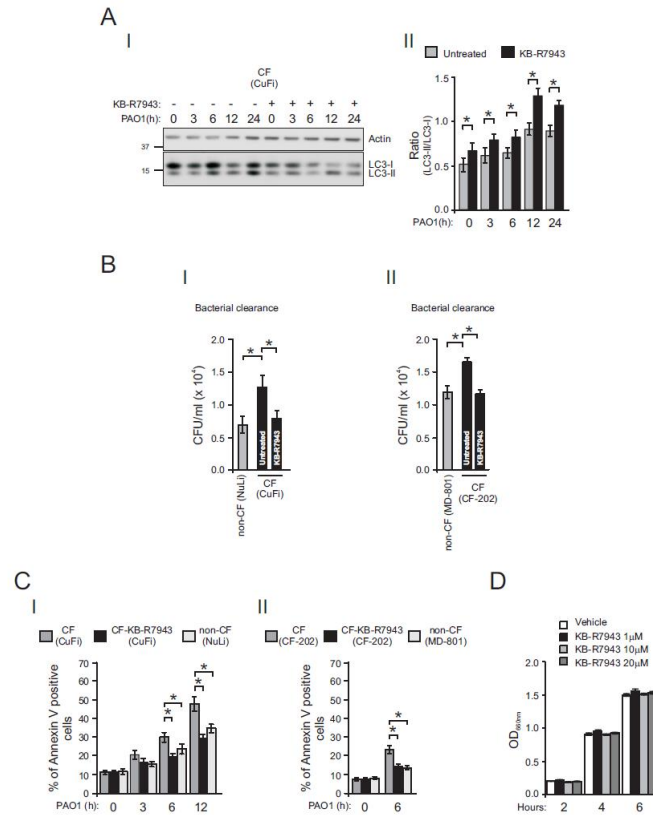 A
I
II
CF
(CuFi)
KB-R7943: - - - - - + + + + +
PAO1(h): 0 3 6 12 24 0 3 6 12 24
Actin
37
LC3-I
15
LC3-II
Untreated KB-R7943
Ratio
(LC3-II/LC3-I)
1.5
1.0
0.5
0.0
* * * * *
PAO1(h): 0 3 6 12 24
B
I
II
Bacterial clearance
CFU/ml (x 10⁴)
2.0
1.5
1.0
0.5
0.0
* *
Untreated
KB-R7943
non-CF (NuLi)
CF
(CuFi)
Bacterial clearance
CFU/ml (x 10⁴)
2.0
1.5
1.0
0.5
0.0
* *
Untreated
KB-R7943
non-CF (MD-801)
CF
(CF-202)
C
I
CF CF-KB-R7943 non-CF
(CuFi) (CuFi) (NuLi)
% of Annexin V positive
cells
70
60
50
40
30
20
10
0
* * * *
PAO1 (h): 0 3 6 12
II
CF CF-KB-R7943 non-CF
(CF-202) (CF-202) (MD-801)
% of Annexin V positive
cells
70
60
50
40
30
20
10
0
* *
PAO1 (h): 0 6
D
Vehicle
KB-R7943 1µM
KB-R7943 10µM
KB-R7943 20µM
OD660nm
2.0
1.5
1.0
0.5
0.0
Hours: 2 4 6